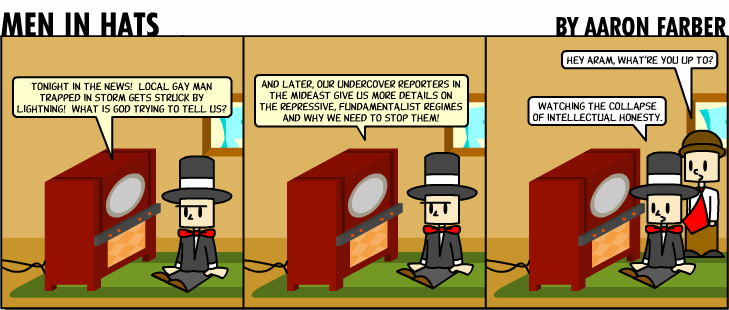 MEN IN HATS
BY AARON FARBER
TONIGHT IN THE NEWS! LOCAL GAY MAN
TRAPPED IN STORM GETS STRUCK BY
LIGHTNING! WHAT IS GOD TRYING TO TELL US?
AND LATER, OUR UNDERCOVER REPORTERS IN
THE MIDEAST GIVE US MORE DETAILS ON
THE REPRESSIVE, FUNDAMENTALIST REGIMES
AND WHY WE NEED TO STOP THEM!
HEY ARAM, WHAT'RE YOU UP TO?
WATCHING THE COLLAPSE
OF INTELLECTUAL HONESTY.